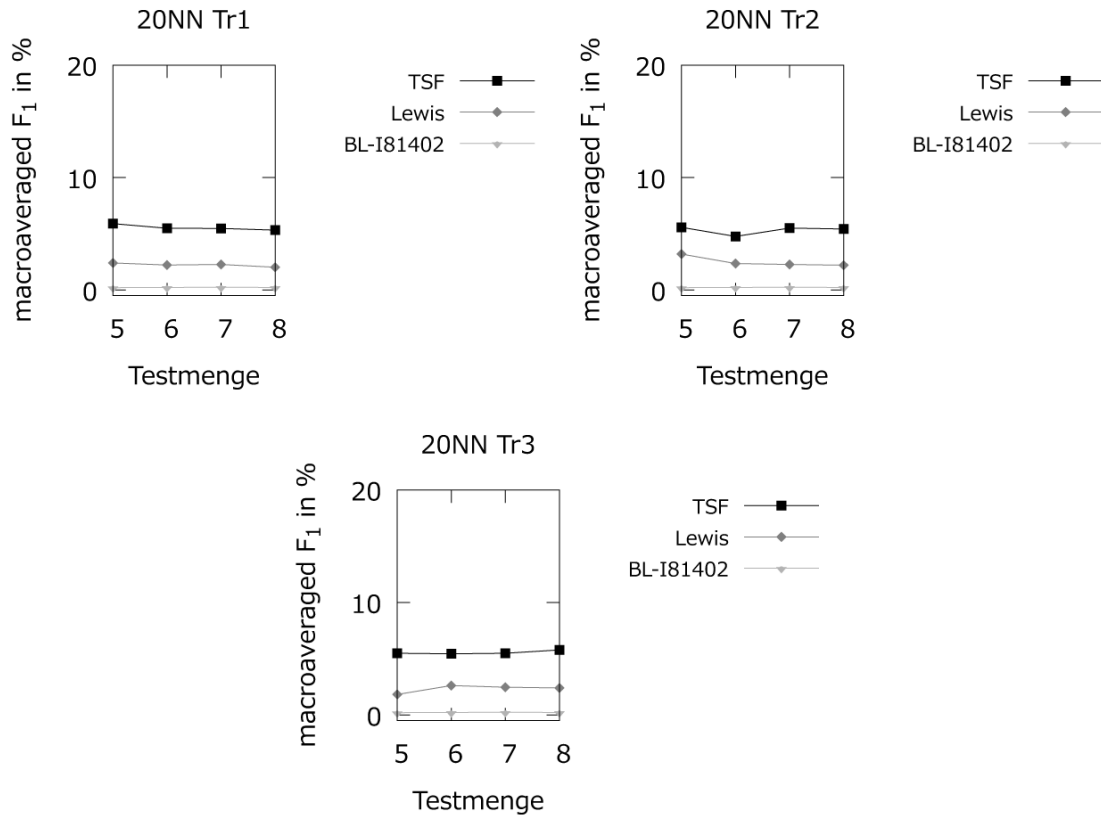 20NN Tr1
macroaveraged F1 in %
20
10
0
5 6 7 8
Testmenge
TSF
Lewis
BL-I81402
20NN Tr2
macroaveraged F1 in %
20
10
0
5 6 7 8
Testmenge
TSF
Lewis
BL-I81402
20NN Tr3
macroaveraged F1 in %
20
10
0
5 6 7 8
Testmenge
TSF
Lewis
BL-I81402